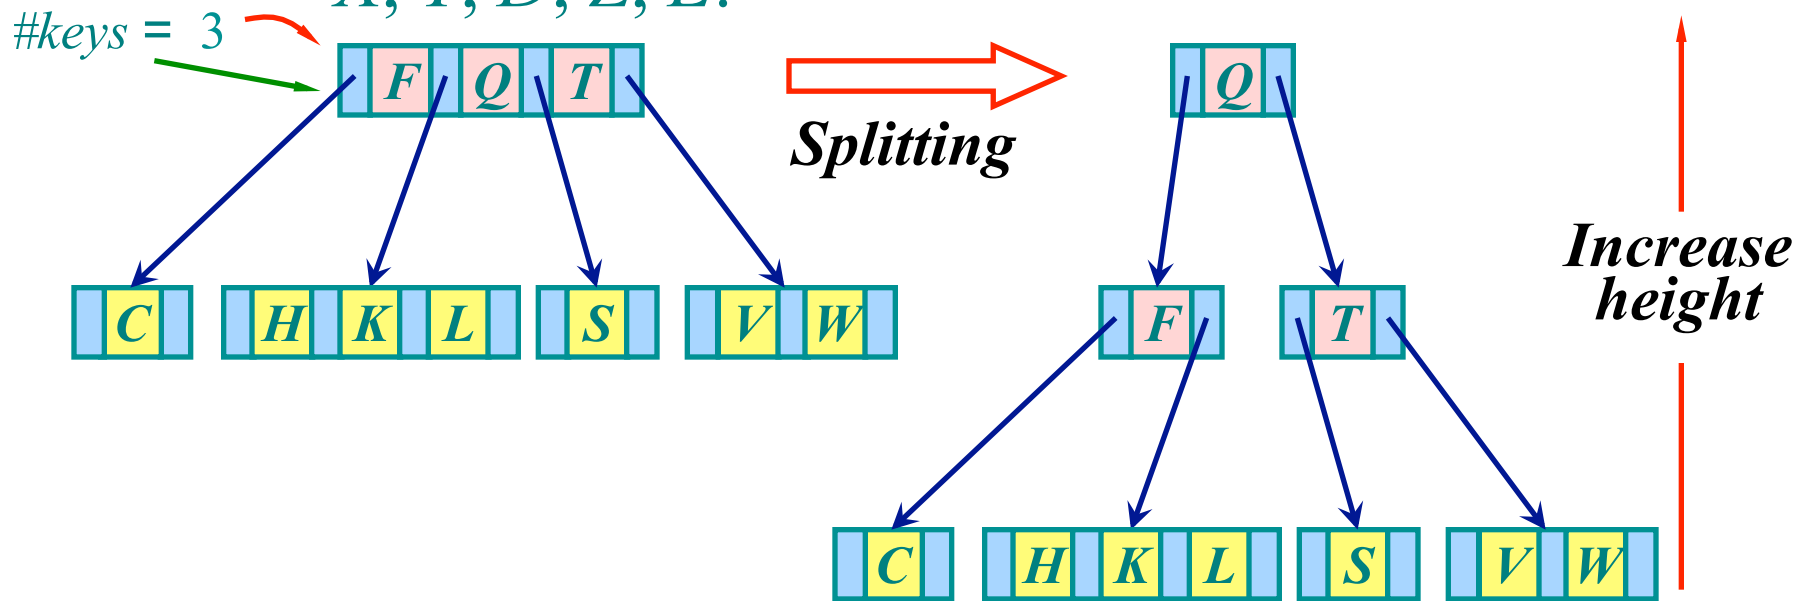 X, Y, D, Z, E.
#keys = 3
F Q T
Q
Splitting
Increase
height
C H K L S V W
F T
C H K L S V W